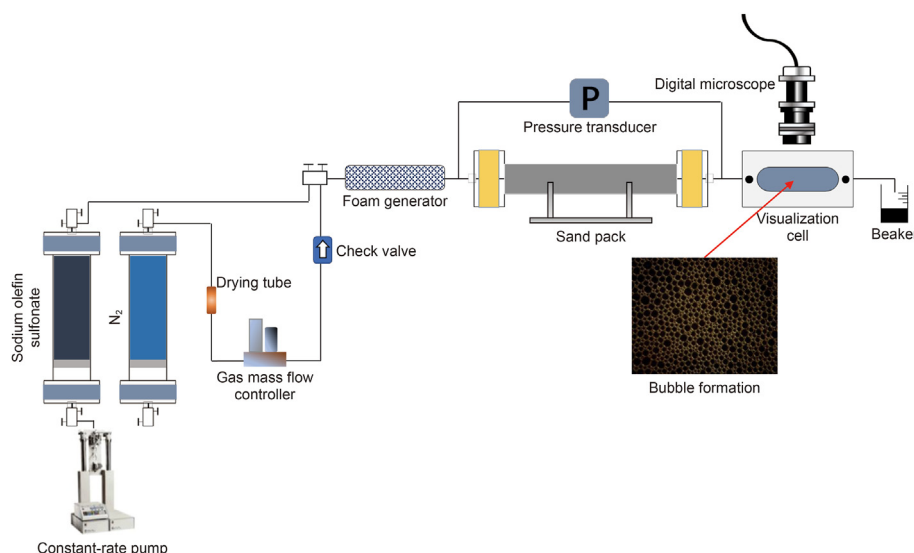 Digital microscope
P
Pressure transducer
Foam generator
Sand pack
Visualization
cell
Beaker
Check valve
Drying tube
Sodium olefin
sulfonate
N₂
Gas mass flow
controller
Bubble formation
Constant-rate pump